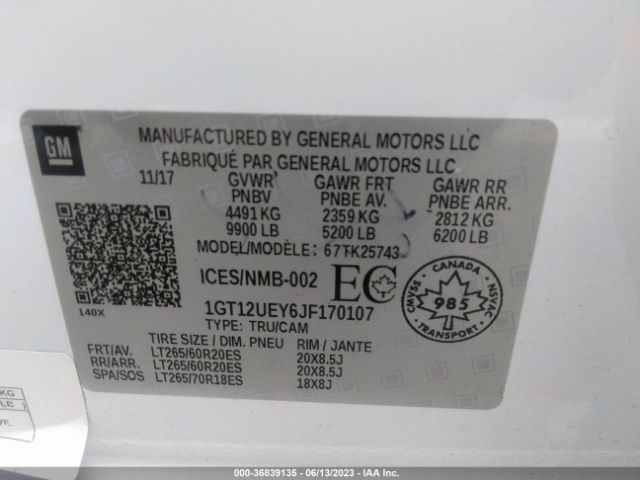 GM
MANUFACTURED BY GENERAL MOTORS LLC
FABRIQUÉ PAR GENERAL MOTORS LLC
11/17 GVWR GAWR FRT GAWR RR
PNBV PNBE AV. PNBE ARR.
4491 KG 2359 KG 2812 KG
9900 LB 5200 LB 6200 LB
MODEL/MODÈLE: 67TK25743
ICES/NMB-002 EC
CANADA
985
TRANSPORT
NSVAC
140X
1GT12UEY6JF170107
TYPE: TRU/CAM
TIRE SIZE / DIM. PNEU RIM / JANTE
FRT/AV. LT265/60R20ES 20X8.5J
RR/ARR. LT265/60R20ES 20X8.5J
SPA/SOS LT265/70R18ES 18X8J
KG
LB
000-36839135 - 06/13/2023 - IAA Inc.